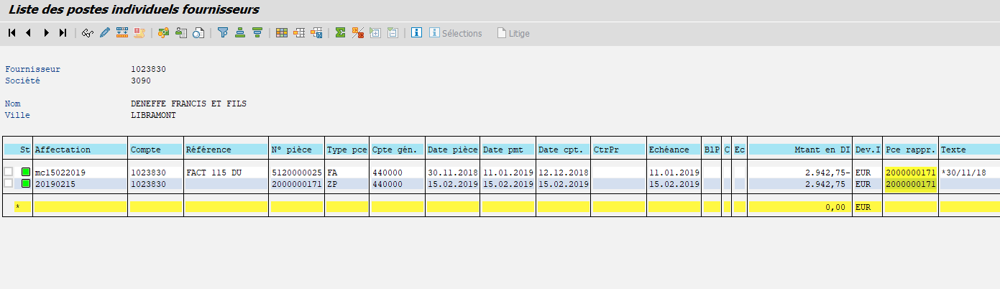 Liste des postes individuels fournisseurs
Sélections Litige
Fournisseur 1023830
Société 3090
Nom DENEFFE FRANCIS ET FILS
Ville LIBRAMONT
St Affectation Compte Référence N° pièce Type pce Cpte gén. Date pièce Date pmt Date cpt. CtrPr Echéance BlP C Ec Mtant en DI Dev.I Pce rappr. Texte
mc15022019 1023830 FACT 115 DU 5120000025 FA 440000 30.11.2018 11.01.2019 12.12.2018 11.01.2019 2.942,75- EUR 2000000171 *30/11/18
20190215 1023830 2000000171 ZP 440000 15.02.2019 15.02.2019 15.02.2019 15.02.2019 2.942,75 EUR 2000000171
* 0,00 EUR